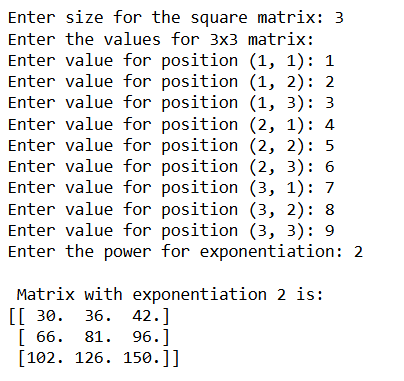 Enter size for the square matrix: 3
Enter the values for 3x3 matrix:
Enter value for position (1, 1): 1
Enter value for position (1, 2): 2
Enter value for position (1, 3): 3
Enter value for position (2, 1): 4
Enter value for position (2, 2): 5
Enter value for position (2, 3): 6
Enter value for position (3, 1): 7
Enter value for position (3, 2): 8
Enter value for position (3, 3): 9
Enter the power for exponentiation: 2

 Matrix with exponentiation 2 is:
[[ 30.  36.  42.]
 [ 66.  81.  96.]
 [102. 126. 150.]]